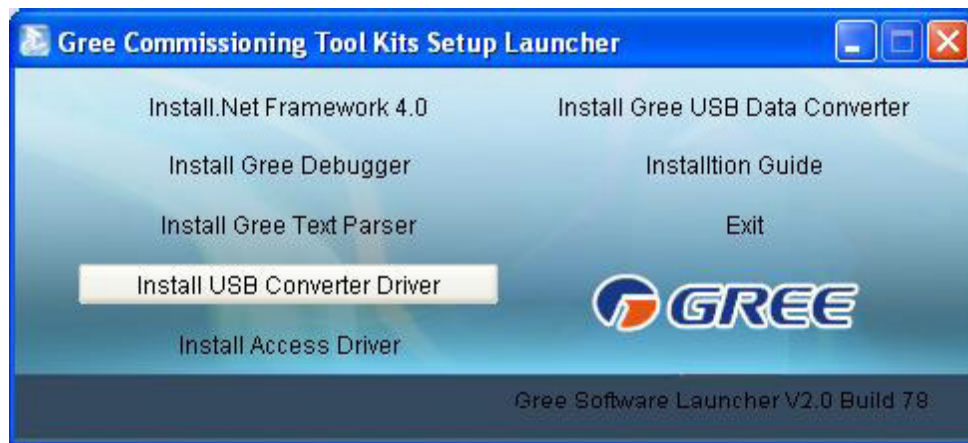 Gree Commissioning Tool Kits Setup Launcher
Install.Net Framework 4.0
Install Gree USB Data Converter
Install Gree Debugger
Installtion Guide
Install Gree Text Parser
Exit
Install USB Converter Driver
GREE
Install Access Driver
Gree Software Launcher V2.0 Build 78